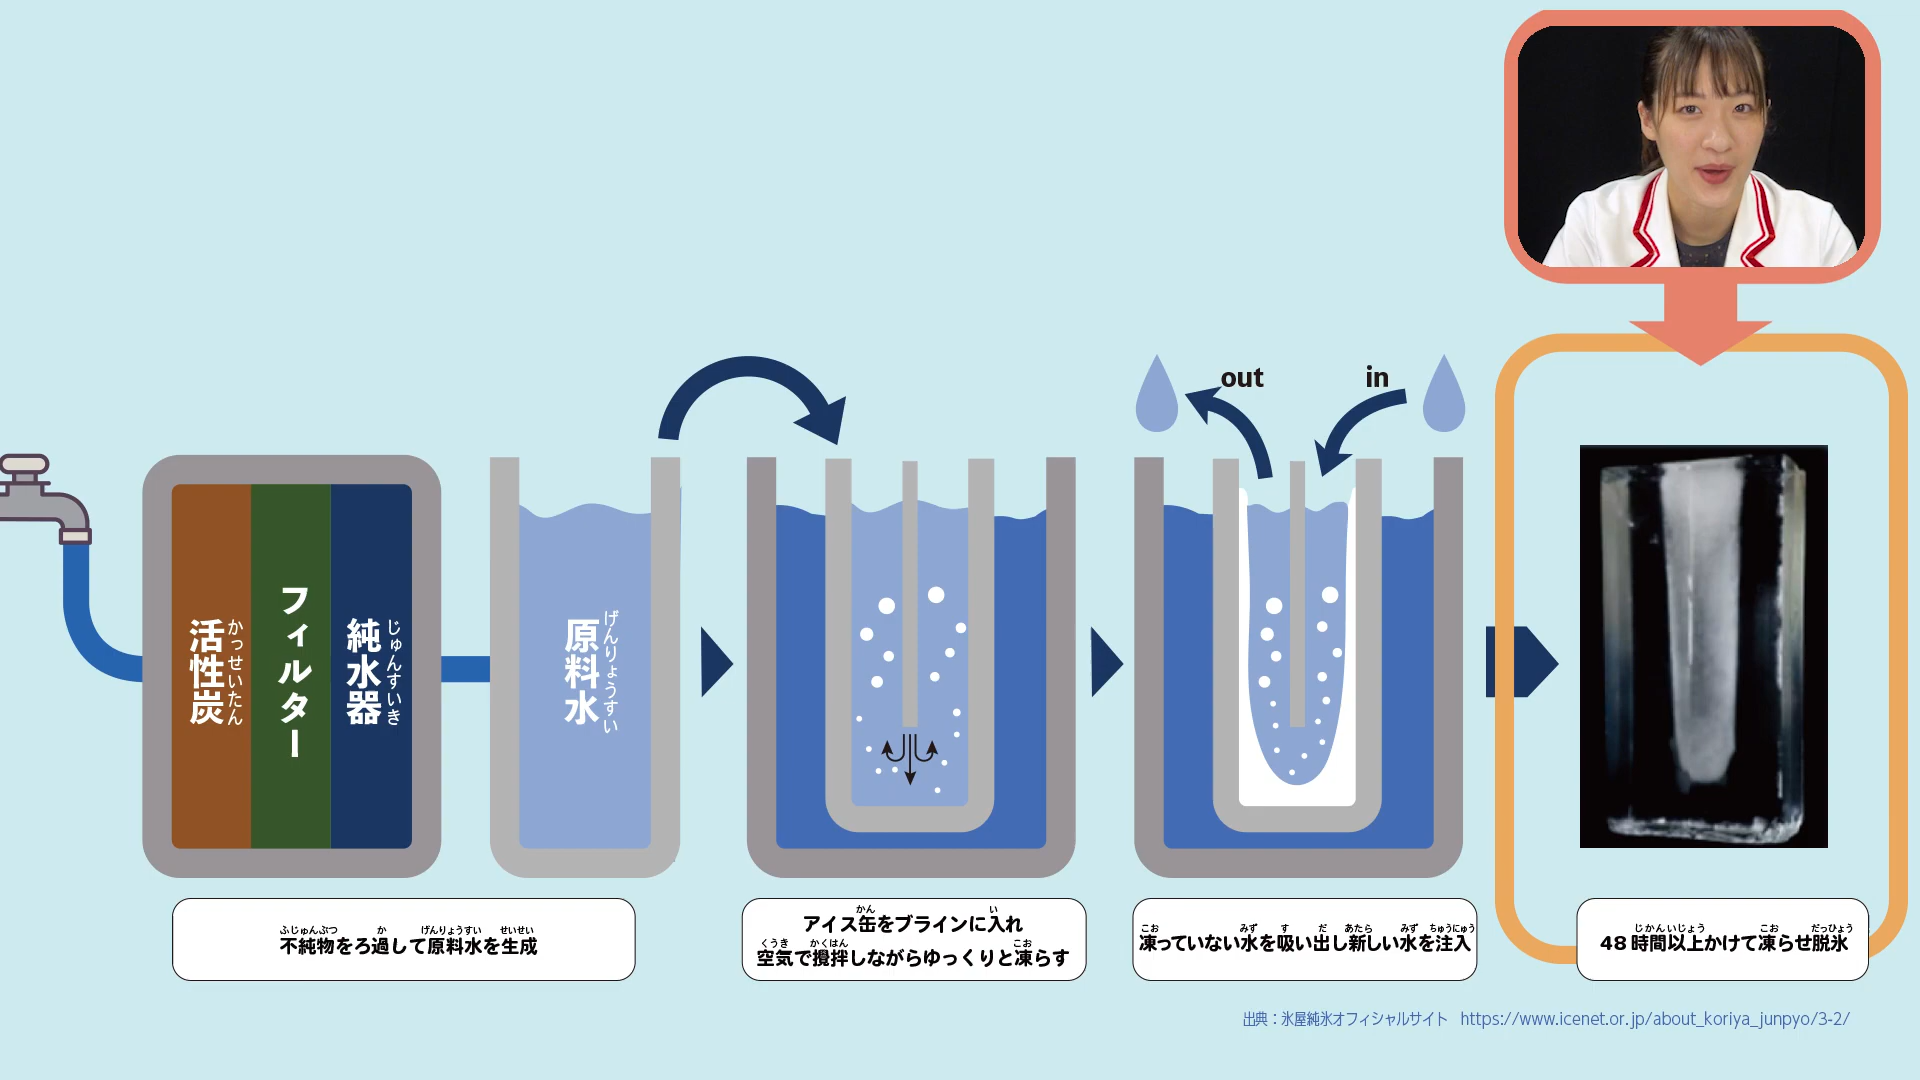 out
in
活性炭
かっせいたん
フィルター
純水器
じゅんすいき
原料水
げんりょうすい
ふじゅんぶつ か げんりょうすい せいせい
不純物をろ過して原料水を生成
かん い
アイス缶をブラインに入れ
くうき かくはん こお
空気で攪拌しながらゆっくりと凍らす
こお みず す だ あたら みず ちゅうにゅう
凍っていない水を吸い出し新しい水を注入
じかんいじょう こお だっひょう
48時間以上かけて凍らせ脱氷
出典：氷屋純氷オフィシャルサイト https://www.icenet.or.jp/about_koriya_junpyo/3-2/